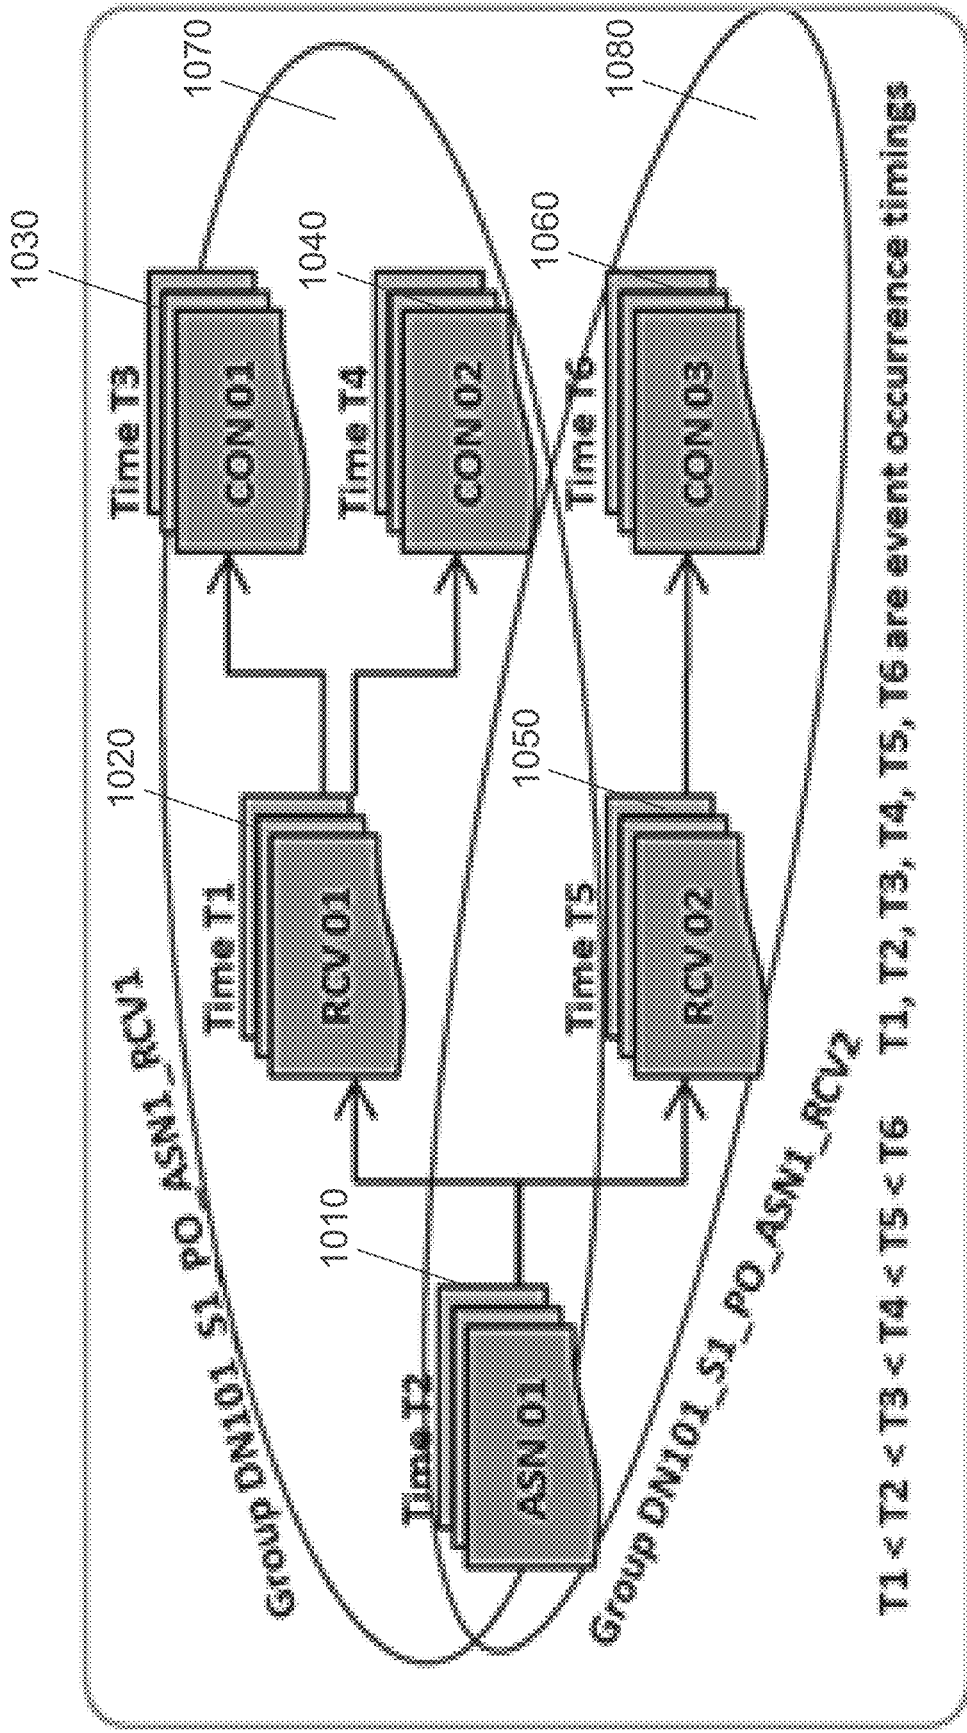 1070
1030
Time T3
CON 01
1040
Time T4
CON 02
1080
1060
Time T6
CON 03
1020
Time T1
RCV 01
1050
Time T5
RCV 02
1010
Time T2
ASN 01
Group DN101_S1_PO_ASN1_RCV1
Group DN101_S1_PO_ASN1_RCV2
T1 < T2 < T3 < T4 < T5 < T6 T1, T2, T3, T4, T5, T6 are event occurrence timings